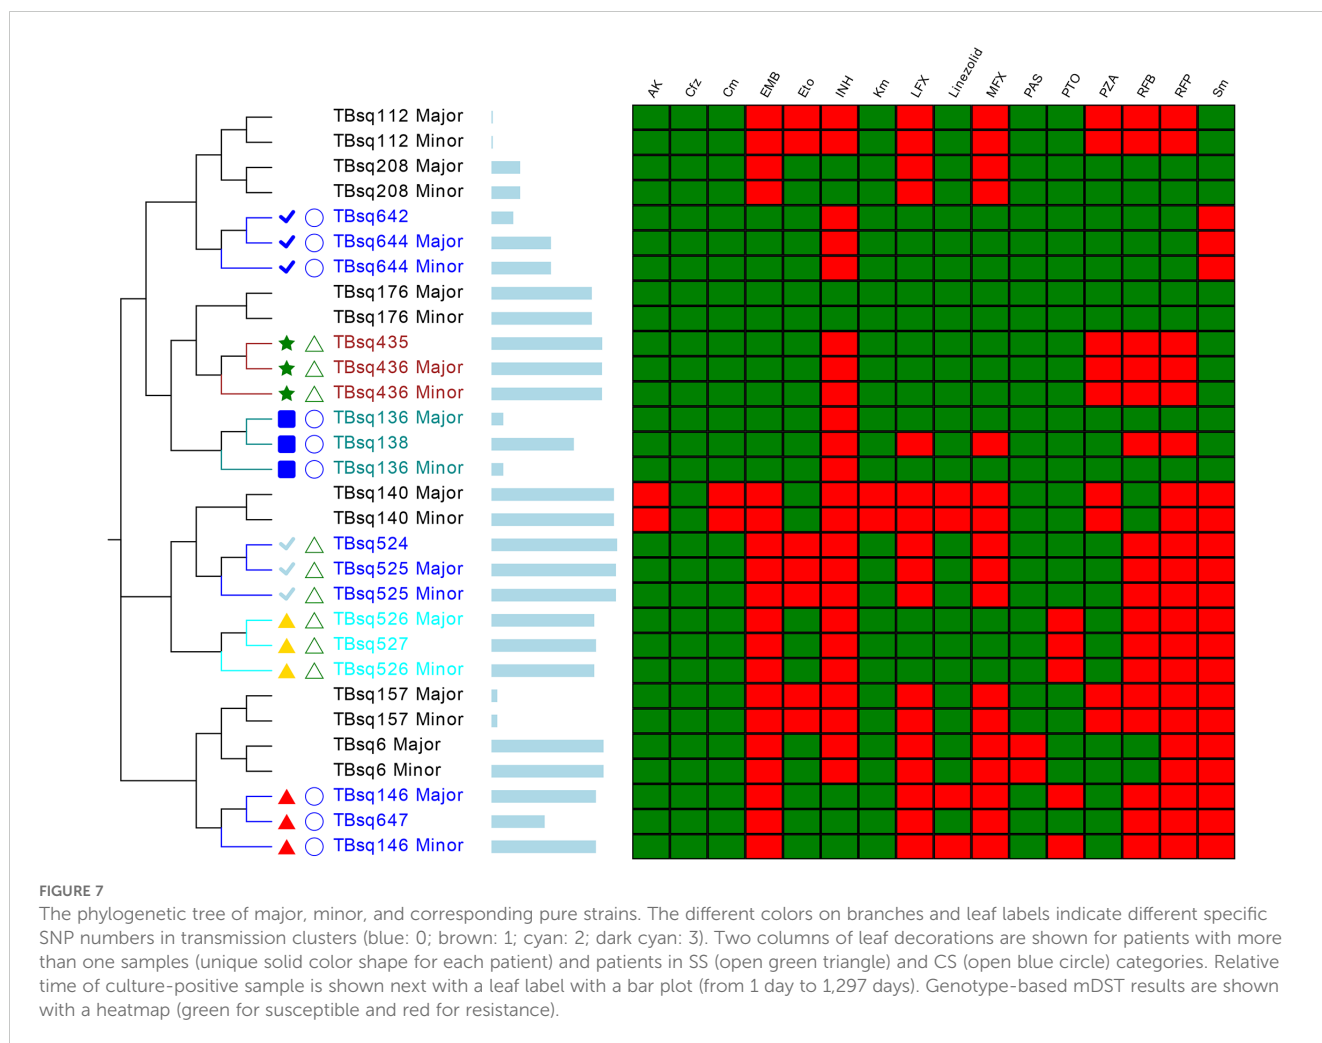 AK Cfz Cm EMB Eto INH Km LFX Linezolid MFX PAS PTO PZA RFB RFP Sm
TBsq112 Major
TBsq112 Minor
TBsq208 Major
TBsq208 Minor
TBsq642
TBsq644 Major
TBsq644 Minor
TBsq176 Major
TBsq176 Minor
TBsq435
TBsq436 Major
TBsq436 Minor
TBsq136 Major
TBsq138
TBsq136 Minor
TBsq140 Major
TBsq140 Minor
TBsq524
TBsq525 Major
TBsq525 Minor
TBsq526 Major
TBsq527
TBsq526 Minor
TBsq157 Major
TBsq157 Minor
TBsq6 Major
TBsq6 Minor
TBsq146 Major
TBsq647
TBsq146 Minor
FIGURE 7
The phylogenetic tree of major, minor, and corresponding pure strains. The different colors on branches and leaf labels indicate different specific
SNP numbers in transmission clusters (blue: 0; brown: 1; cyan: 2; dark cyan: 3). Two columns of leaf decorations are shown for patients with more
than one samples (unique solid color shape for each patient) and patients in SS (open green triangle) and CS (open blue circle) categories. Relative
time of culture-positive sample is shown next with a leaf label with a bar plot (from 1 day to 1,297 days). Genotype-based mDST results are shown
with a heatmap (green for susceptible and red for resistance).